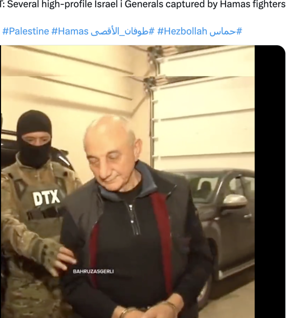 T: Several high-profile Israel i Generals captured by Hamas fighters
#Palestine #Hamas #طوفان_الأقصى #Hezbollah #حماس
DTX
BAHRUZASGERLI